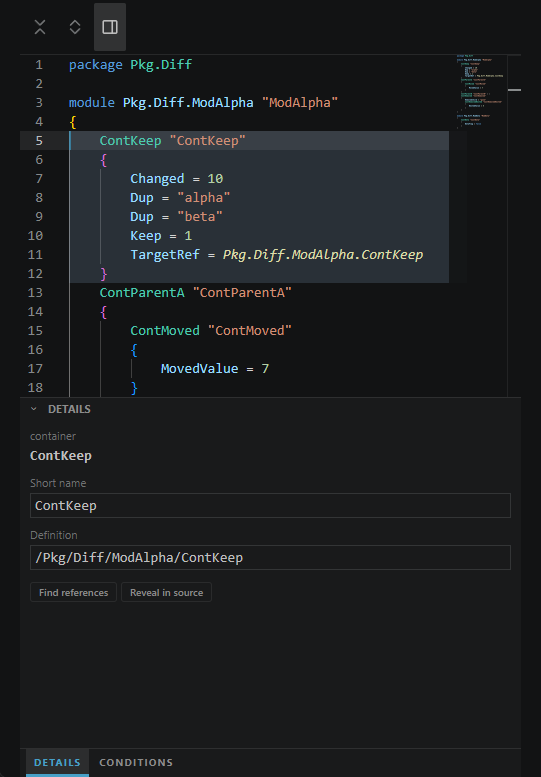 1 package Pkg.Diff
2
3 module Pkg.Diff.ModAlpha "ModAlpha"
4 {
5 ContKeep "ContKeep"
6 {
7 Changed = 10
8 Dup = "alpha"
9 Dup = "beta"
10 Keep = 1
11 TargetRef = Pkg.Diff.ModAlpha.ContKeep
12 }
13 ContParentA "ContParentA"
14 {
15 ContMoved "ContMoved"
16 {
17 MovedValue = 7
18 }
DETAILS
container
ContKeep
Short name
ContKeep
Definition
/Pkg/Diff/ModAlpha/ContKeep
Find references Reveal in source
DETAILS CONDITIONS